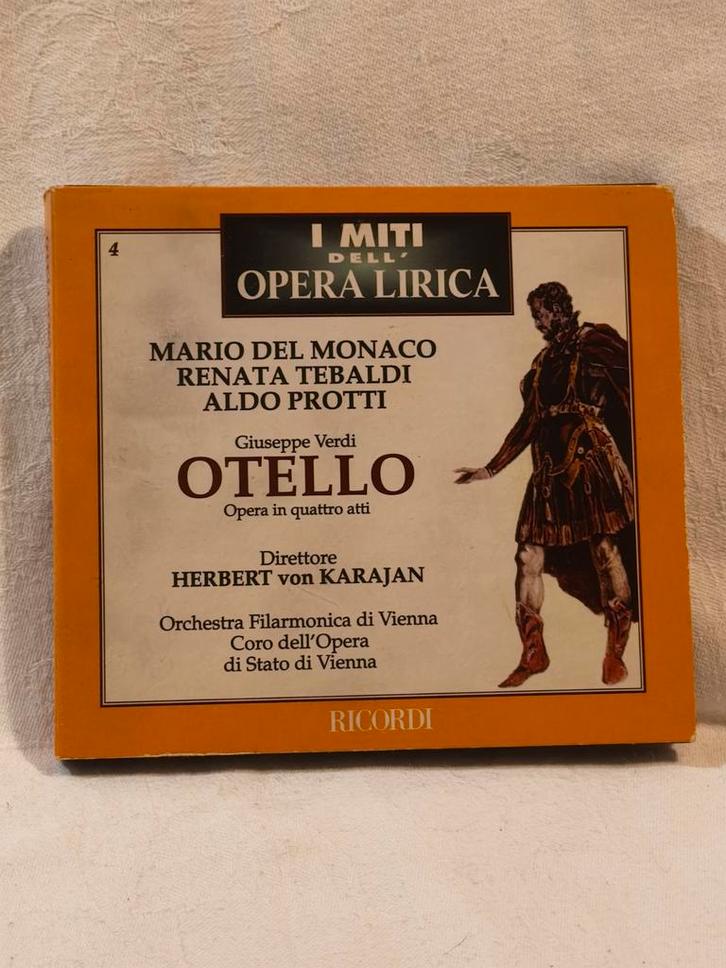 4
I MITI
DELL'
OPERA LIRICA
MARIO DEL MONACO
RENATA TEBALDI
ALDO PROTTI
Giuseppe Verdi
OTELLO
Opera in quattro atti
Direttore
HERBERT von KARAJAN
Orchestra Filarmonica di Vienna
Coro dell'Opera
di Stato di Vienna
RICORDI